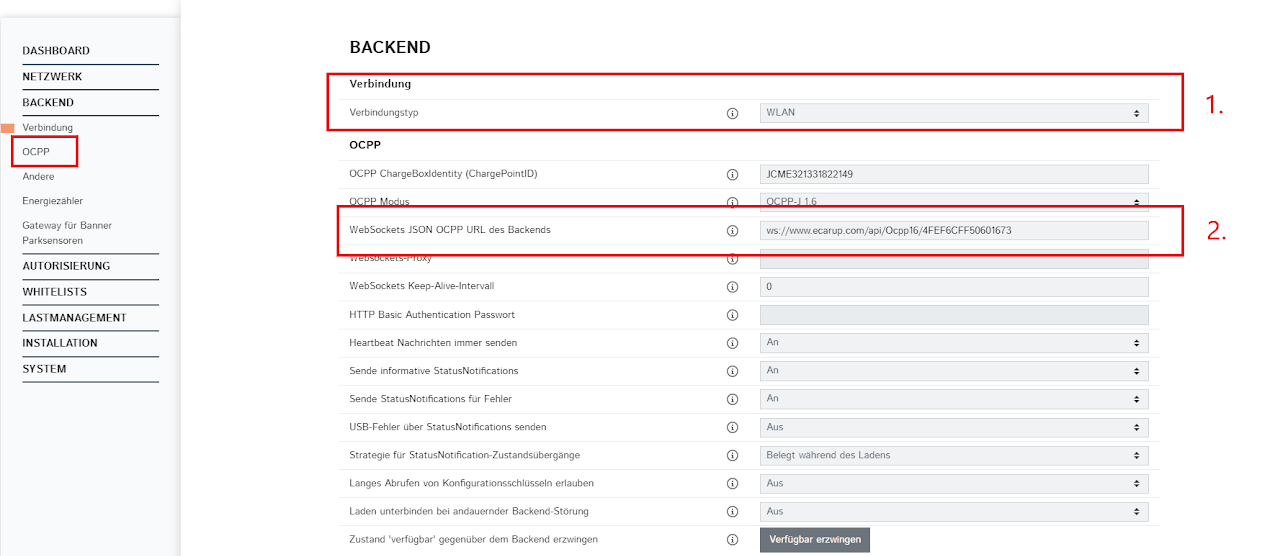 DASHBOARD
NETZWERK
BACKEND
Verbindung
OCPP
Andere
Energiezähler
Gateway für Banner
Parksensoren
AUTORISIERUNG
WHITELISTS
LASTMANAGEMENT
INSTALLATION
SYSTEM
BACKEND
Verbindung
Verbindungstyp WLAN
1.
OCPP
OCPP ChargeBoxIdentity (ChargePointID) JCME321331822149
OCPP Modus OCPP-J 1.6
WebSockets JSON OCPP URL des Backends ws://www.ecarup.com/api/Ocpp16/4FEF6CFF50601673
2.
Websockets-Proxy
WebSockets Keep-Alive-Intervall 0
HTTP Basic Authentication Passwort
Heartbeat Nachrichten immer senden An
Sende informative StatusNotifications An
Sende StatusNotifications für Fehler An
USB-Fehler über StatusNotifications senden Aus
Strategie für StatusNotification-Zustandsübergänge Belegt während des Ladens
Langes Abrufen von Konfigurationsschlüsseln erlauben Aus
Laden unterbinden bei andauernder Backend-Störung Aus
Zustand 'verfügbar' gegenüber dem Backend erzwingen Verfügbar erzwingen